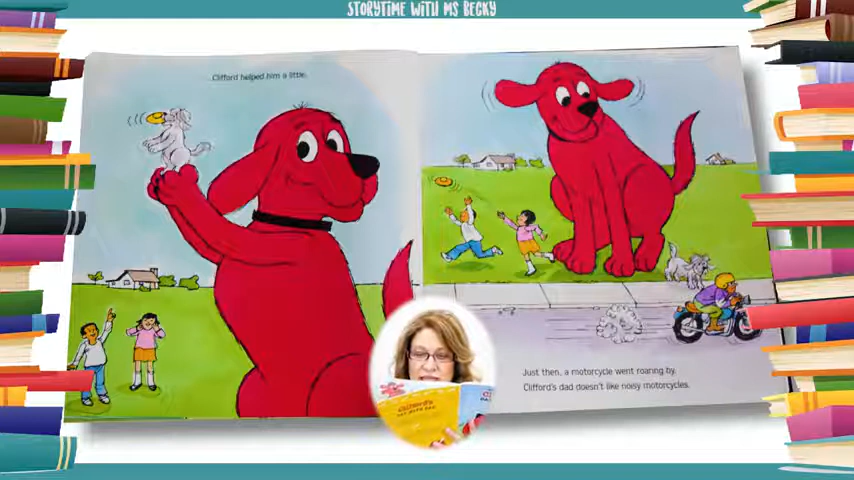 STORYTIME WITH MS BECKY
Clifford helped him a little.
Just then, a motorcycle went roaring by.
Clifford's dad doesn't like noisy motorcycles.
Clifford's